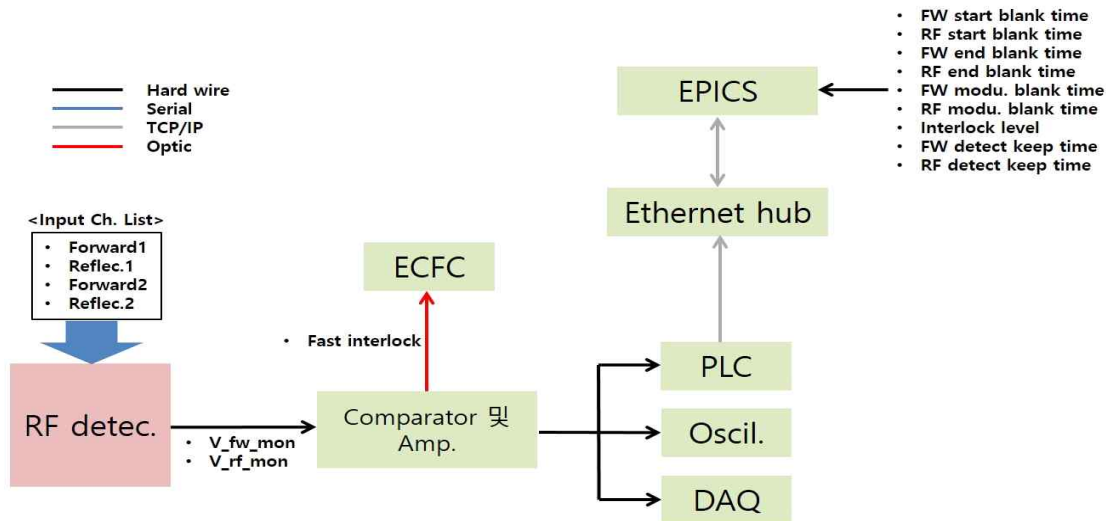 • FW start blank time
• RF start blank time
• FW end blank time
• RF end blank time
• FW modu. blank time
• RF modu. blank time
• Interlock level
• FW detect keep time
• RF detect keep time
EPICS
Hard wire
Serial
TCP/IP
Optic
Ethernet hub
<Input Ch. List>
• Forward1
• Reflec.1
• Forward2
• Reflec.2
ECFC
• Fast interlock
RF detec.
• V_fw_mon
• V_rf_mon
Comparator 및
Amp.
PLC
Oscil.
DAQ